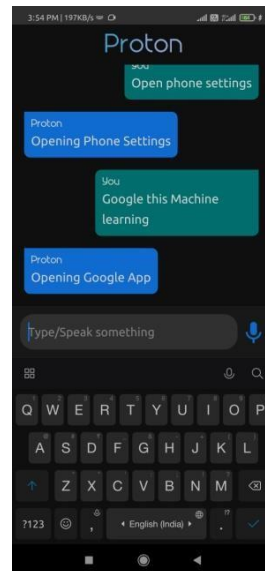 3:54 PM | 197KB/s
Proton
you
Open phone settings
Proton
Opening Phone Settings
You
Google this Machine
learning
Proton
Opening Google App
Type/Speak something
Q W E R T Y U I O P
A S D F G H J K L
Z X C V B N M
?123 , English (India) .